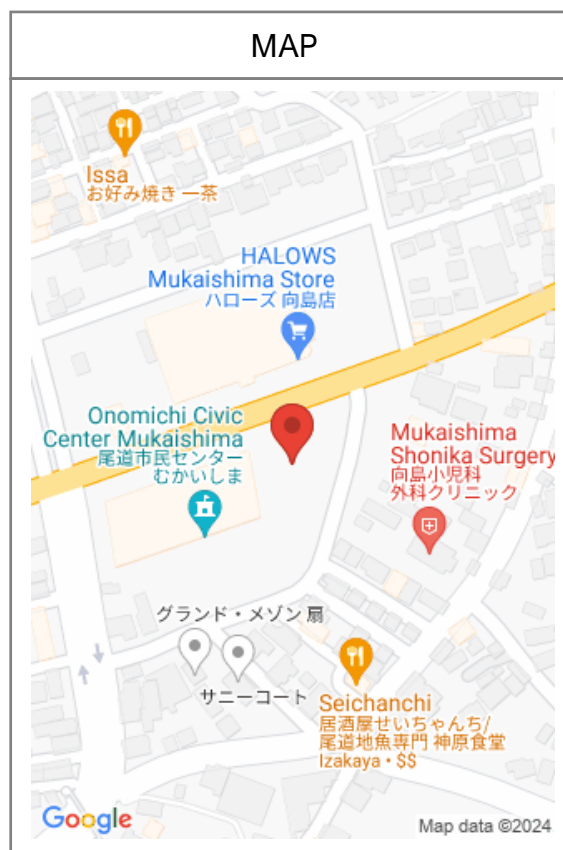 MAP
Issa
お好み焼き 一茶
HALOWS
Mukaishima Store
ハローズ 向島店
Onomichi Civic
Center Mukaishima
尾道市民センター
むかいしま
Mukaishima
Shonika Surgery
向島小児科
外科クリニック
グランド・メゾン 扇
サニーコート
Seichanchi
居酒屋せいちゃんち/
尾道地魚専門 神原食堂
Izakaya • $$
Google
Map data ©2024